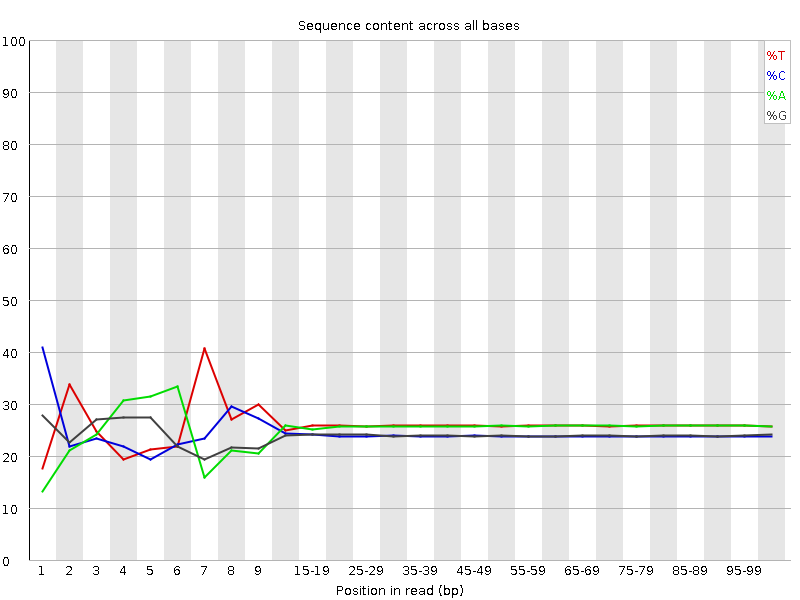 Sequence content across all bases
100
90
80
70
60
50
40
30
20
10
0
%T
%C
%A
%G
1 2 3 4 5 6 7 8 9 15-19 25-29 35-39 45-49 55-59 65-69 75-79 85-89 95-99
Position in read (bp)